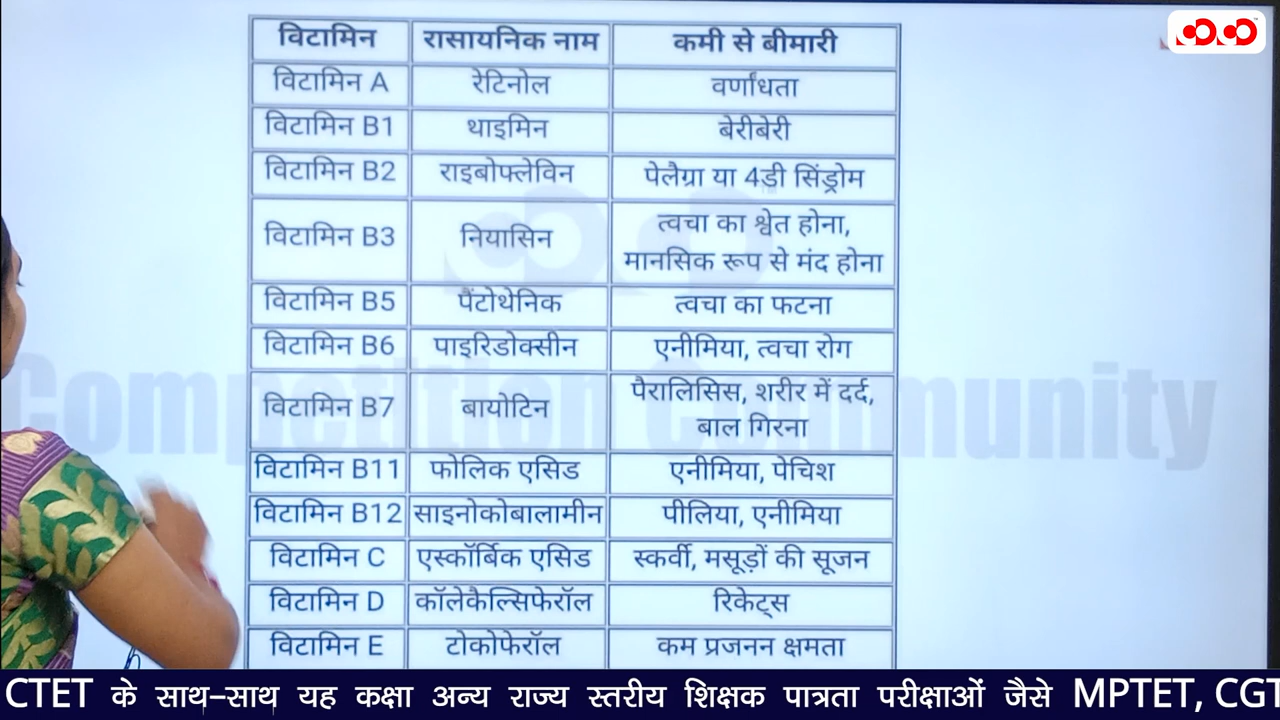 विटामिन रासायनिक नाम कमी से बीमारी
विटामिन A रेटिनोल वर्णांधता
विटामिन B1 थाइमिन बेरीबेरी
विटामिन B2 राइबोफ्लेविन पेलैग्रा या 4डी सिंड्रोम
विटामिन B3 नियासिन त्वचा का श्वेत होना,
मानसिक रूप से मंद होना
विटामिन B5 पैंटोथेनिक त्वचा का फटना
विटामिन B6 पाइरिडोक्सीन एनीमिया, त्वचा रोग
विटामिन B7 बायोटिन पैरालिसिस, शरीर में दर्द,
बाल गिरना
विटामिन B11 फोलिक एसिड एनीमिया, पेचिश
विटामिन B12 साइनोकोबालामीन पीलिया, एनीमिया
विटामिन C एस्कॉर्बिक एसिड स्कर्वी, मसूड़ों की सूजन
विटामिन D कॉलेकैल्सिफेरॉल रिकेट्स
विटामिन E टोकोफेरॉल कम प्रजनन क्षमता
Competition Community
CTET के साथ-साथ यह कक्षा अन्य राज्य स्तरीय शिक्षक पात्रता परीक्षाओं जैसे MPTET, CGT